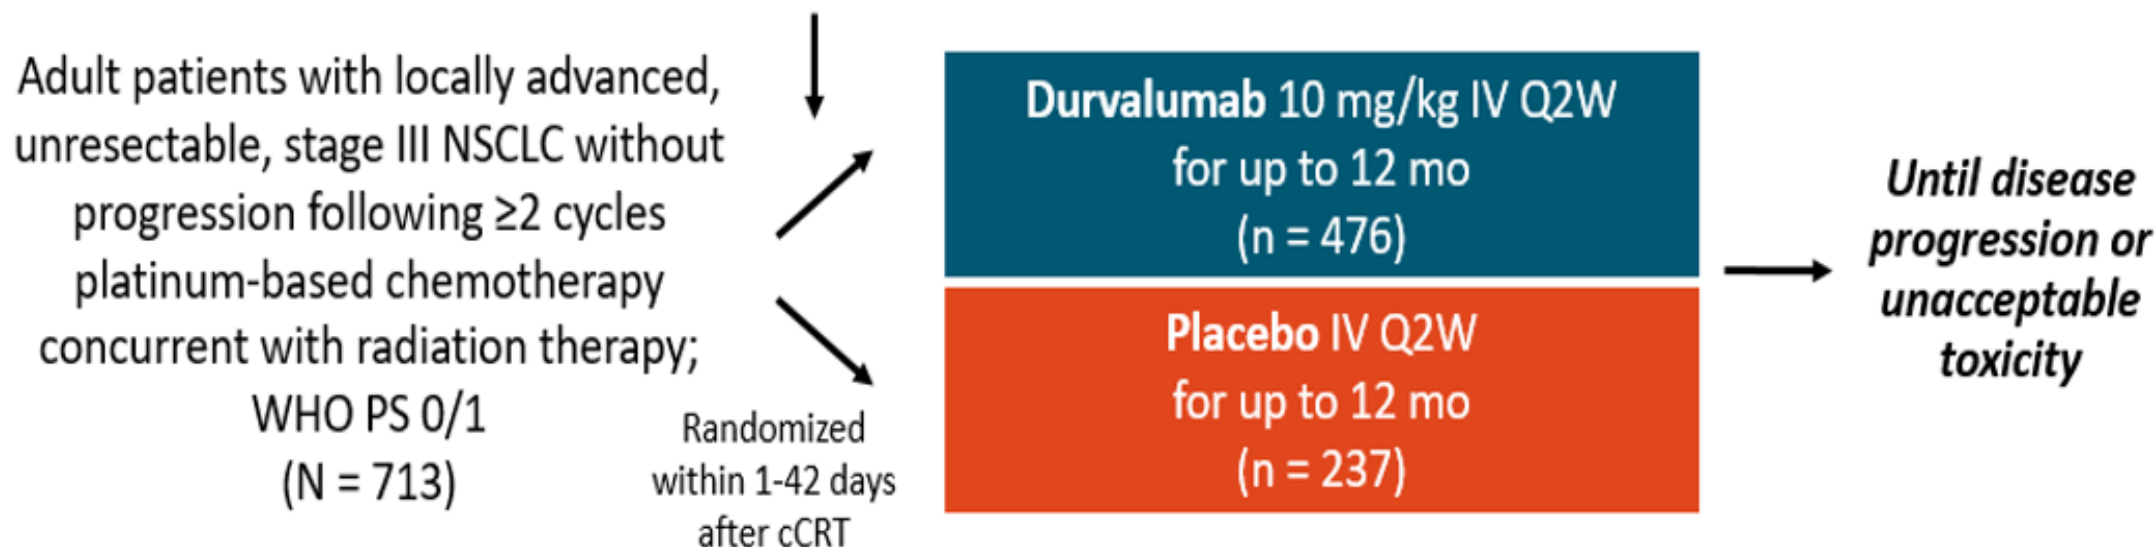 Adult patients with locally advanced,
unresectable, stage III NSCLC without
progression following ≥2 cycles
platinum-based chemotherapy
concurrent with radiation therapy;
WHO PS 0/1
(N = 713)
Randomized
within 1-42 days
after cCRT
Durvalumab 10 mg/kg IV Q2W
for up to 12 mo
(n = 476)
Placebo IV Q2W
for up to 12 mo
(n = 237)
Until disease
progression or
unacceptable
toxicity